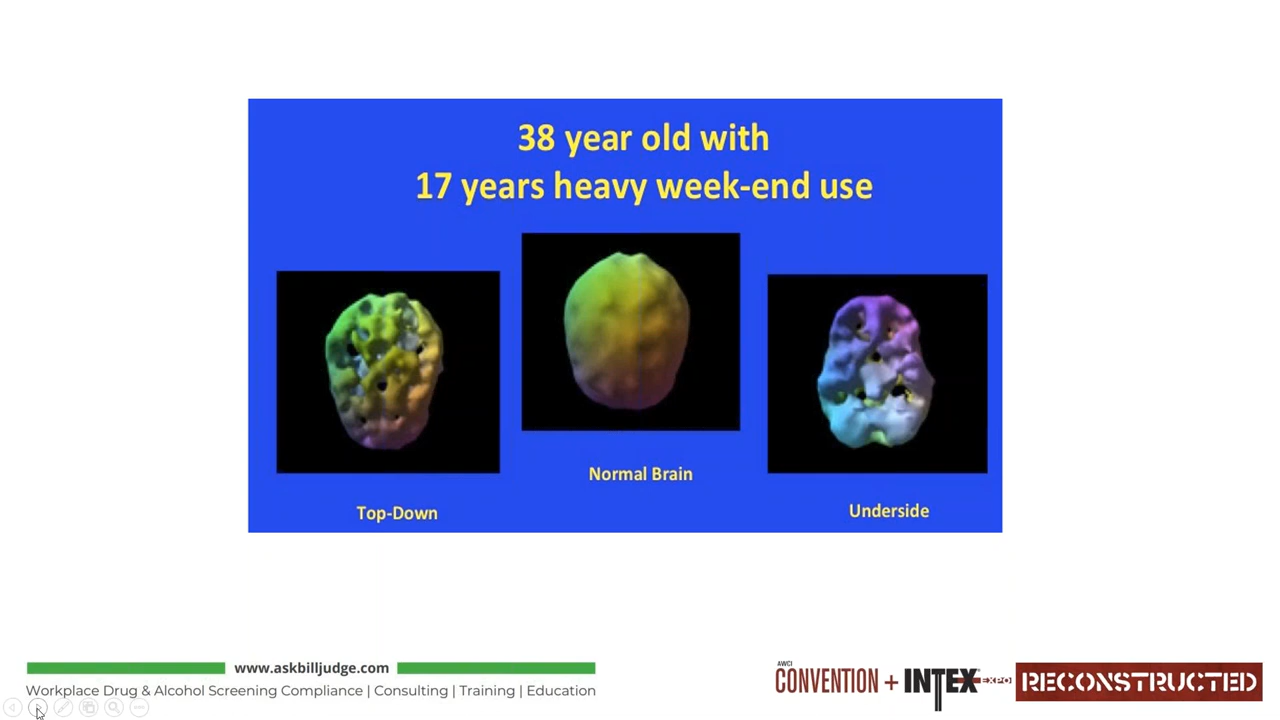 38 year old with
17 years heavy week-end use
Normal Brain
Top-Down
Underside
www.askbilljudge.com
Workplace Drug & Alcohol Screening Compliance | Consulting | Training | Education
AWCI
CONVENTION + INTEX EXPO RECONSTRUCTED